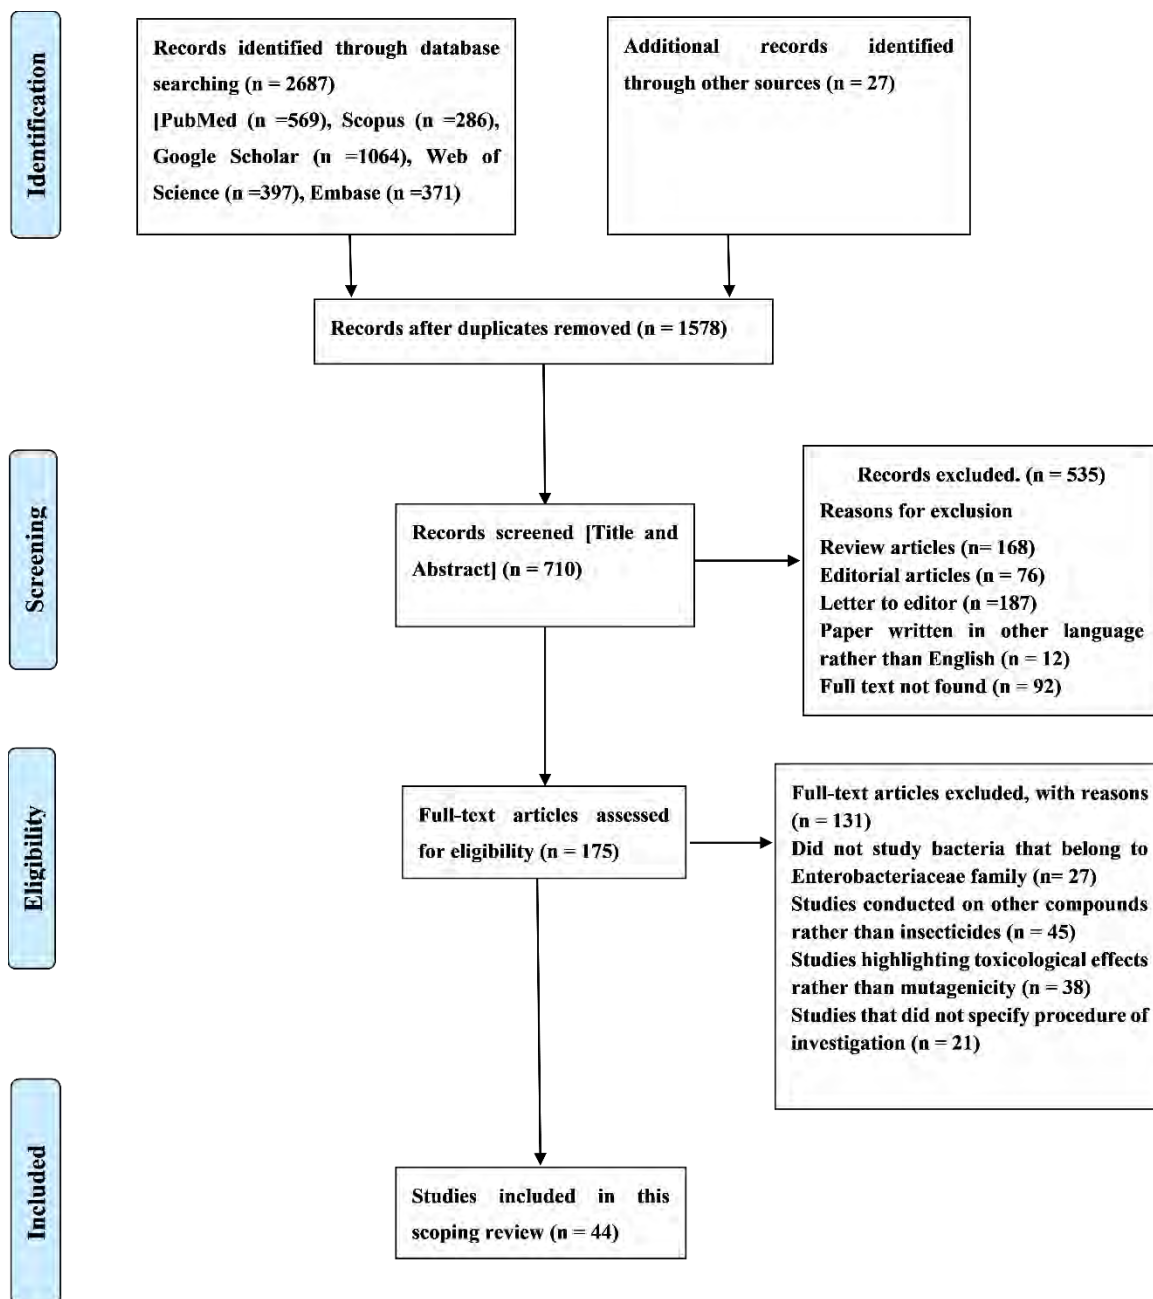 Identification
Records identified through database
searching (n = 2687)
[PubMed (n =569), Scopus (n =286),
Google Scholar (n =1064), Web of
Science (n =397), Embase (n =371)
Additional records identified
through other sources (n = 27)
Records after duplicates removed (n = 1578)
Screening
Records screened [Title and
Abstract] (n = 710)
Records excluded. (n = 535)
Reasons for exclusion
Review articles (n= 168)
Editorial articles (n = 76)
Letter to editor (n =187)
Paper written in other language
rather than English (n = 12)
Full text not found (n = 92)
Eligibility
Full-text articles assessed
for eligibility (n = 175)
Full-text articles excluded, with reasons
(n = 131)
Did not study bacteria that belong to
Enterobacteriaceae family (n= 27)
Studies conducted on other compounds
rather than insecticides (n = 45)
Studies highlighting toxicological effects
rather than mutagenicity (n = 38)
Studies that did not specify procedure of
investigation (n = 21)
Included
Studies included in this
scoping review (n = 44)